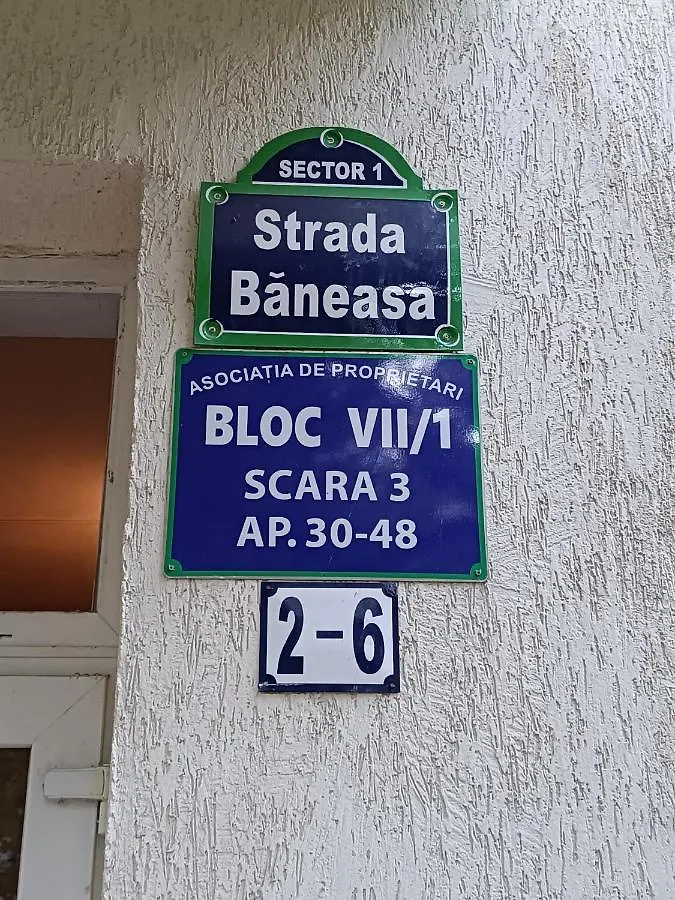 SECTOR 1
Strada
Băneasa
ASOCIAȚIA DE PROPRIETARI
BLOC VII/1
SCARA 3
AP. 30-48
2-6